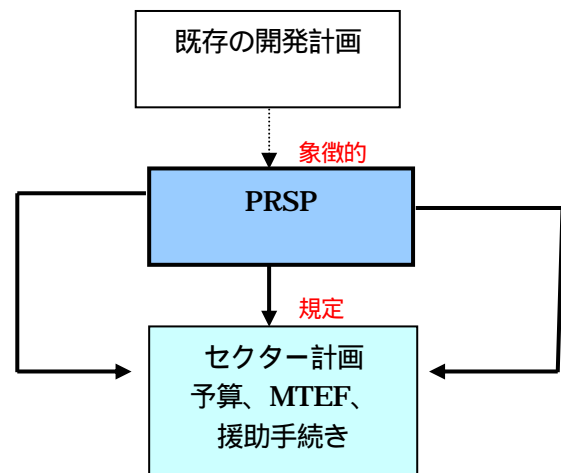 既存の開発計画
象徴的
PRSP
規定
セクター計画
予算、MTEF、
援助手続き